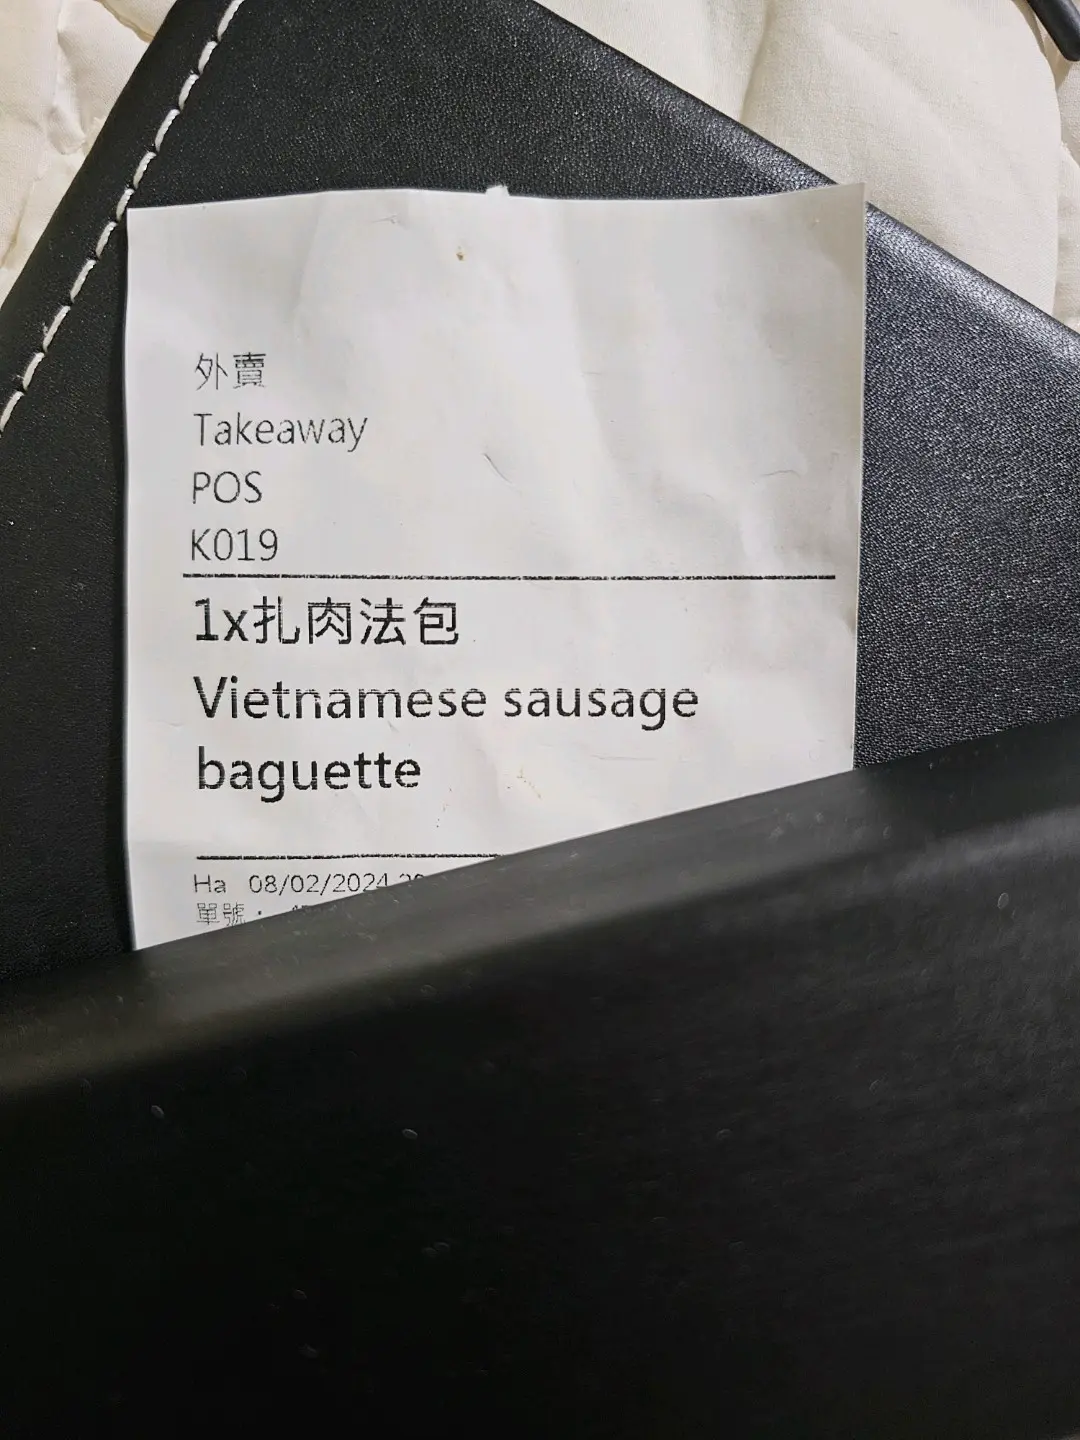 外賣
Takeaway
POS
K019
1x扎肉法包
Vietnamese sausage
baguette
Ha 08/02/2024
單號：